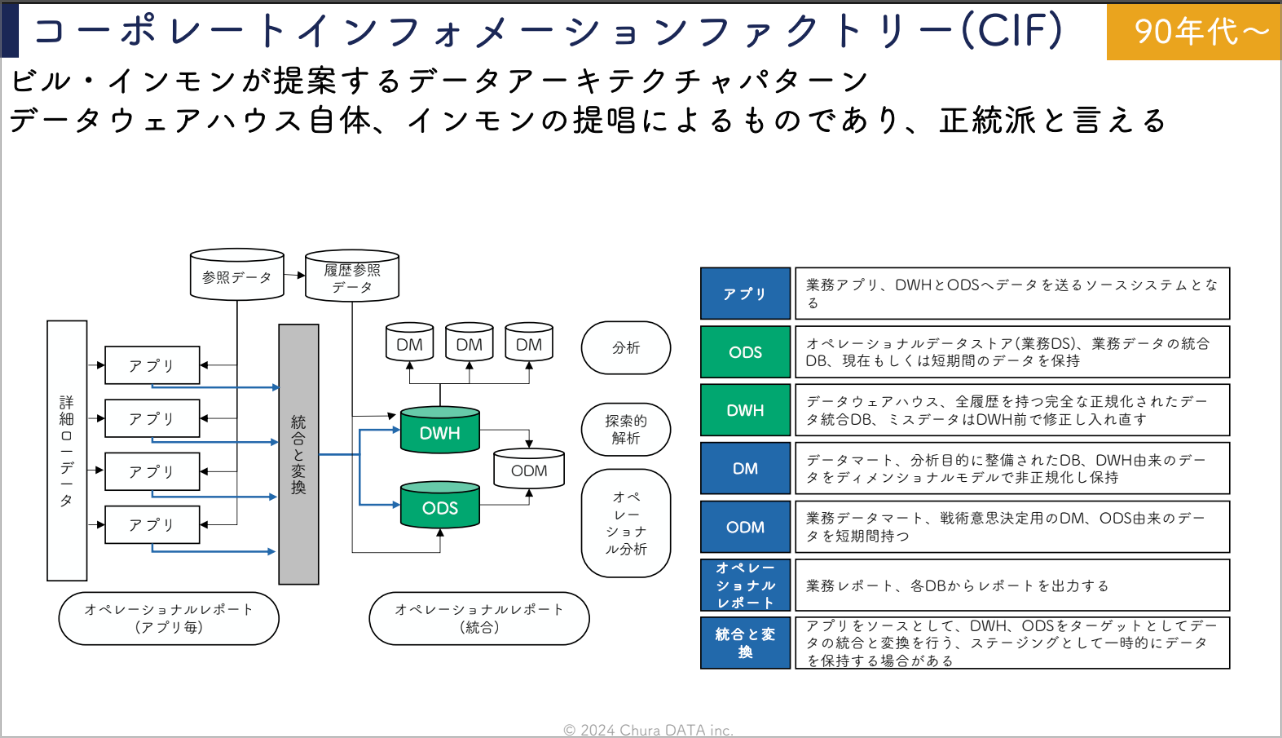 コーポレートインフォメーションファクトリー(CIF)
90年代～
ビル・インモンが提案するデータアーキテクチャパターン
データウェアハウス自体、インモンの提唱によるものであり、正統派と言える
参照データ
履歴参照
データ
詳細ローデータ
アプリ
アプリ
アプリ
アプリ
統合と変換
DM
DM
DM
DWH
ODM
ODS
分析
探索的
解析
オペ
レー
ショナ
ル分析
オペレーショナルレポート
(アプリ毎)
オペレーショナルレポート
(統合)
アプリ
業務アプリ、DWHとODSへデータを送るソースシステムとな
る
ODS
オペレーショナルデータストア(業務DS)、業務データの統合
DB、現在もしくは短期間のデータを保持
DWH
データウェアハウス、全履歴を持つ完全な正規化されたデー
タ統合DB、ミスデータはDWH前で修正し入れ直す
DM
データマート、分析目的に整備されたDB、DWH由来のデー
タをディメンショナルモデルで非正規化し保持
ODM
業務データマート、戦術意思決定用のDM、ODS由来のデー
タを短期間持つ
オペレー
ショナル
レポート
業務レポート、各DBからレポートを出力する
統合と変
換
アプリをソースとして、DWH、ODSをターゲットとしてデー
タの統合と変換を行う、ステージングとして一時的にデータ
を保持する場合がある
© 2024 Chura DATA inc.